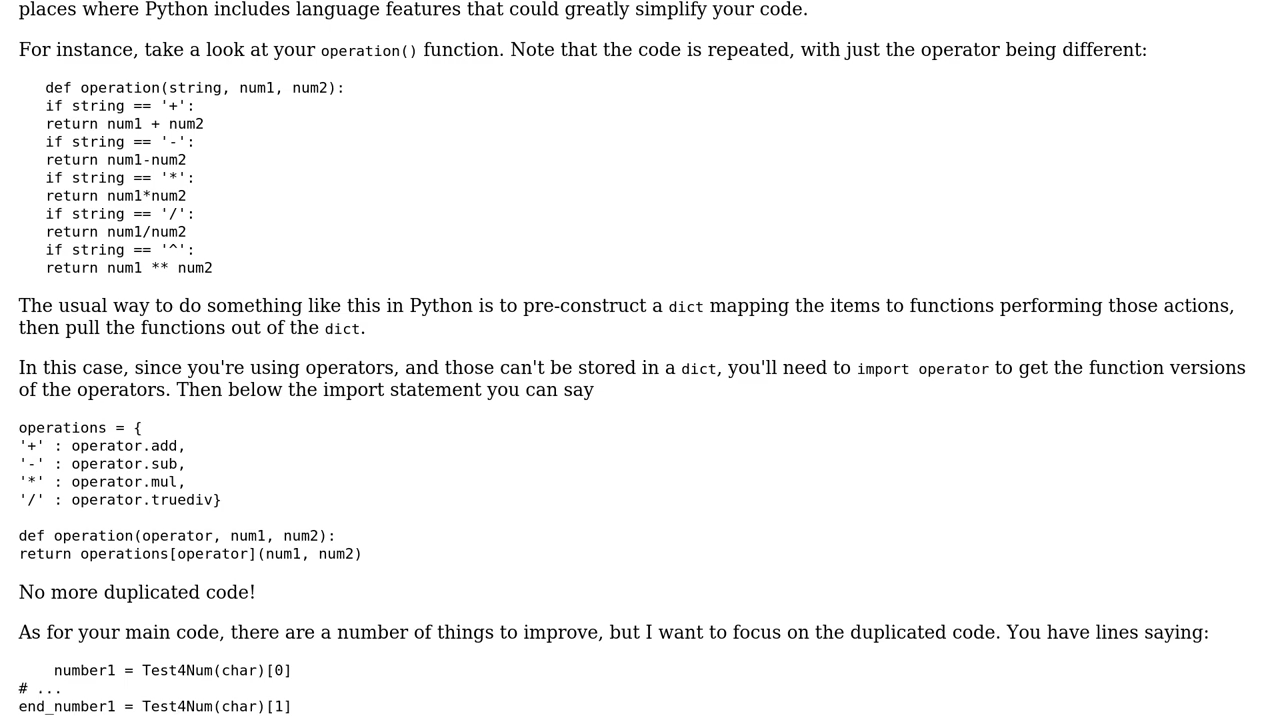 places where Python includes language features that could greatly simplify your code.
For instance, take a look at your operation() function. Note that the code is repeated, with just the operator being different:
def operation(string, num1, num2):
if string == '+':
return num1 + num2
if string == '-':
return num1-num2
if string == '*':
return num1*num2
if string == '/':
return num1/num2
if string == '^':
return num1 ** num2
The usual way to do something like this in Python is to pre-construct a dict mapping the items to functions performing those actions,
then pull the functions out of the dict.
In this case, since you're using operators, and those can't be stored in a dict, you'll need to import operator to get the function versions
of the operators. Then below the import statement you can say
operations = {
'+' : operator.add,
'-' : operator.sub,
'*' : operator.mul,
'/' : operator.truediv}
def operation(operator, num1, num2):
return operations[operator](num1, num2)
No more duplicated code!
As for your main code, there are a number of things to improve, but I want to focus on the duplicated code. You have lines saying:
number1 = Test4Num(char)[0]
# ...
end_number1 = Test4Num(char)[1]